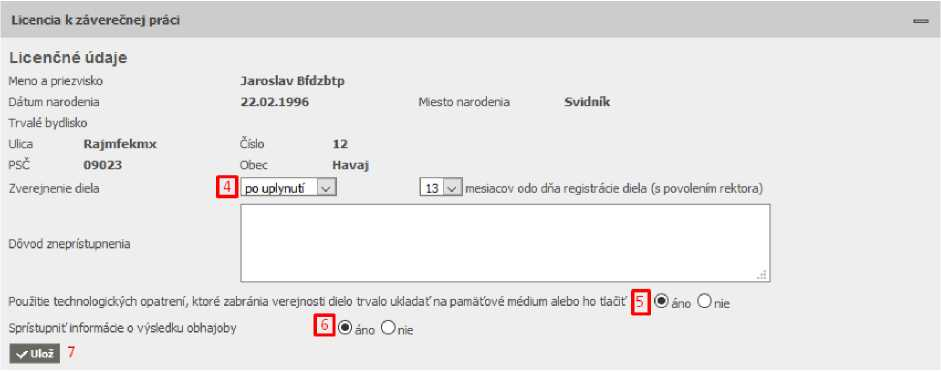 Licencia k záverečnej práci
Licenčné údaje
Meno a priezvisko Jaroslav Bfdzbtp
Dátum narodenia 22.02.1996 Miesto narodenia Svidník
Trvalé bydlisko
Ulica Rajmfekmx Číslo 12
PSČ 09023 Obec Havaj
Zverejnenie diela 4 po uplynutí 13 mesiacov odo dňa registrácie diela (s povolením rektora)
Dôvod zneprístupnenia
Použitie technologických opatrení, ktoré zabránia verejnosti dielo trvalo ukladať na pamäťové médium alebo ho tlačiť 5 áno nie
Sprístupniť informácie o výsledku obhajoby 6 áno nie
Ulož 7